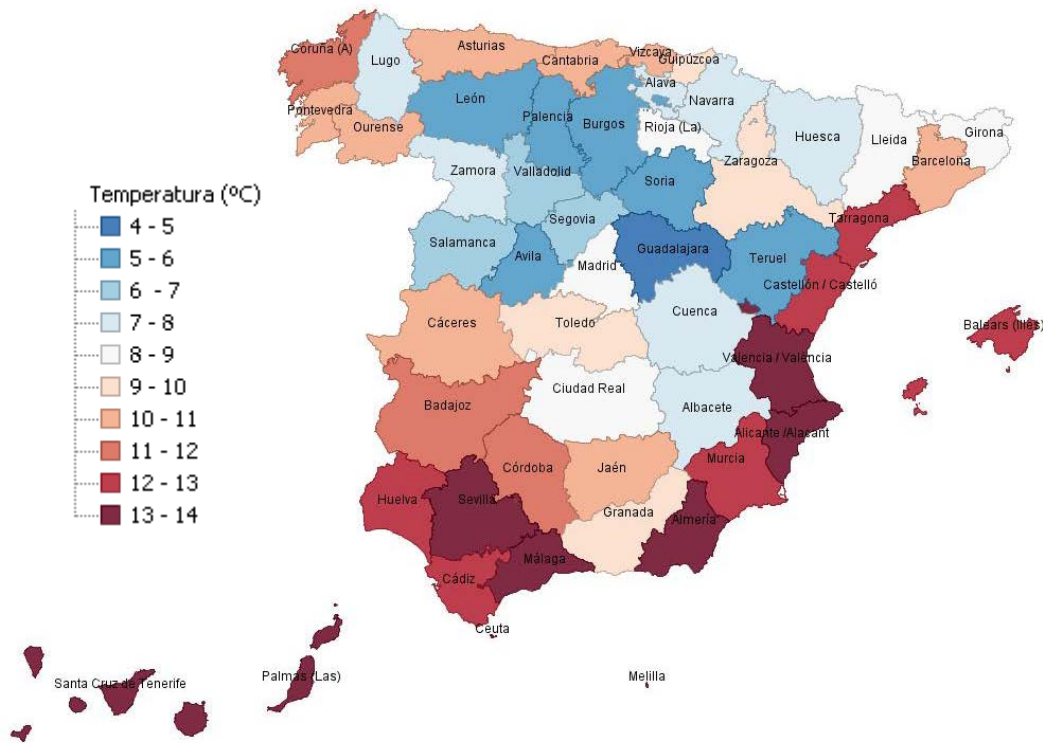 Coruña (A)
Lugo
Asturias
Cantabria
Vizcaya
Guipúzcoa
Alava
Navarra
Pontevedra
Ourense
León
Palencia
Burgos
Rioja (La)
Huesca
Lleida
Girona
Barcelona
Zaragoza
Zamora
Valladolid
Soria
Segovia
Tarragona
Temperatura (ºC)
4 - 5
5 - 6
6 - 7
7 - 8
8 - 9
9 - 10
10 - 11
11 - 12
12 - 13
13 - 14
Salamanca
Avila
Madrid
Guadalajara
Teruel
Castellón / Castelló
Cuenca
Cáceres
Toledo
Balears (Illes)
Valencia / València
Ciudad Real
Badajoz
Albacete
Alicante /Alacant
Murcia
Córdoba
Jaén
Huelva
Sevilla
Granada
Almería
Málaga
Cádiz
Ceuta
Melilla
Palmas (Las)
Santa Cruz de Tenerife